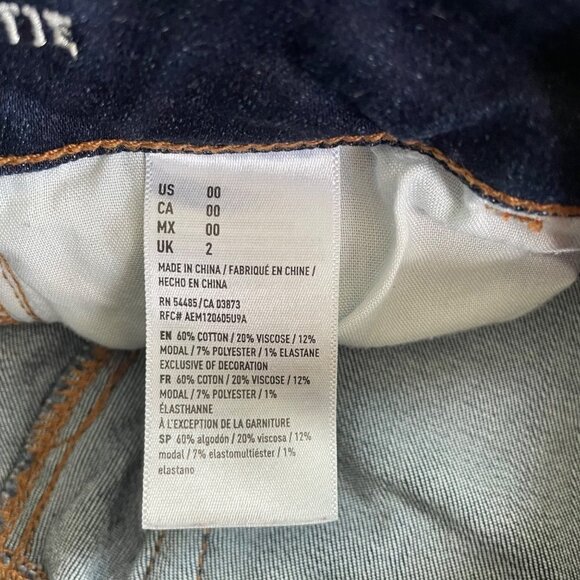 TIE
US 00
CA 00
MX 00
UK 2
MADE IN CHINA / FABRIQUÉ EN CHINE /
HECHO EN CHINA
RN 54485/CA 03873
RFC# AEM120605U9A
EN 60% COTTON / 20% VISCOSE / 12%
MODAL / 7% POLYESTER / 1% ELASTANE
EXCLUSIVE OF DECORATION
FR 60% COTON / 20% VISCOSE / 12%
MODAL / 7% POLYESTER / 1%
ÉLASTHANNE
À L'EXCEPTION DE LA GARNITURE
SP 60% algodón / 20% viscosa / 12%
modal / 7% elastomultiéster / 1%
elastano